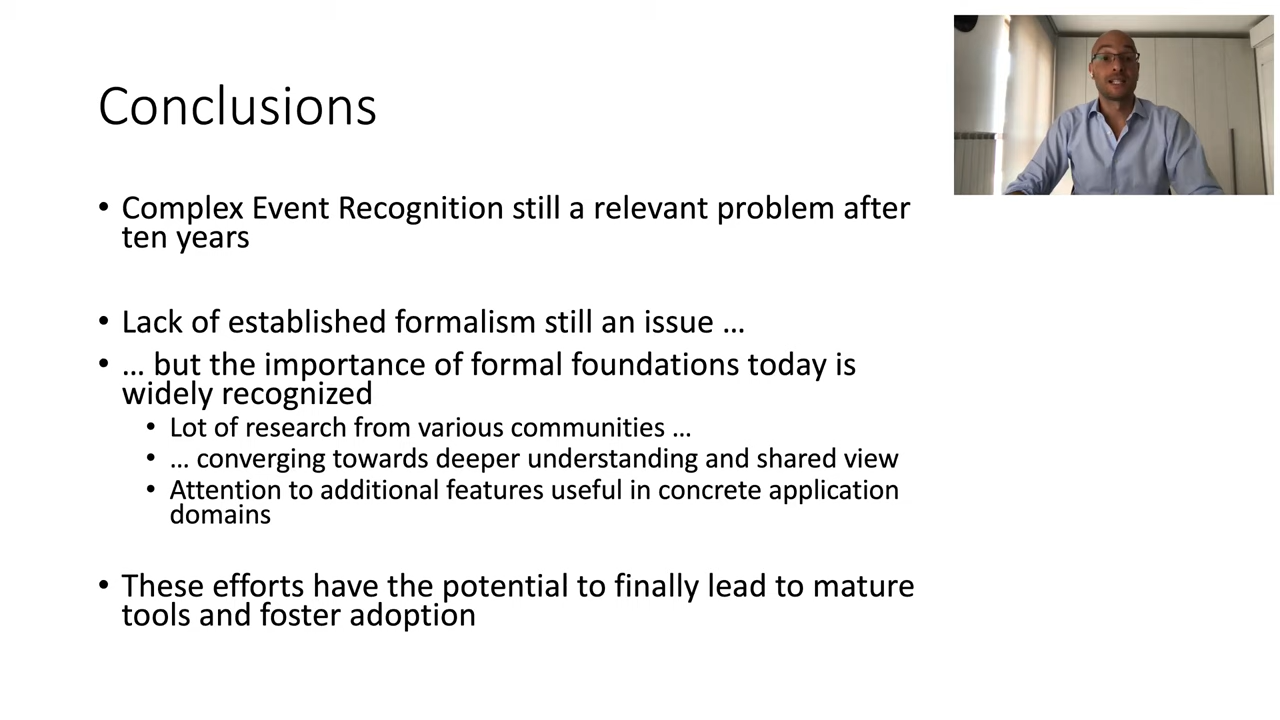 Conclusions
• Complex Event Recognition still a relevant problem after
ten years
• Lack of established formalism still an issue …
• … but the importance of formal foundations today is
widely recognized
• Lot of research from various communities …
• … converging towards deeper understanding and shared view
• Attention to additional features useful in concrete application
domains
• These efforts have the potential to finally lead to mature
tools and foster adoption